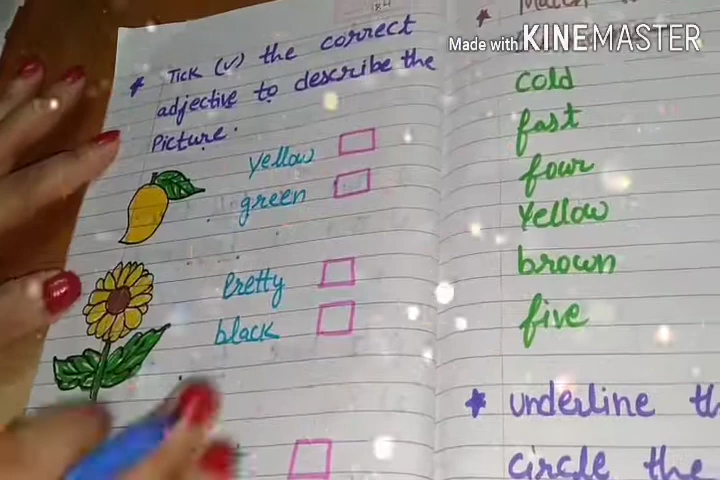 * Tick (✓) the correct
adjective to describe the
Picture.
yellow
green
Pretty
black
Made with KINEMASTER
* Match
cold
fast
four
yellow
brown
five
* underline
circle the